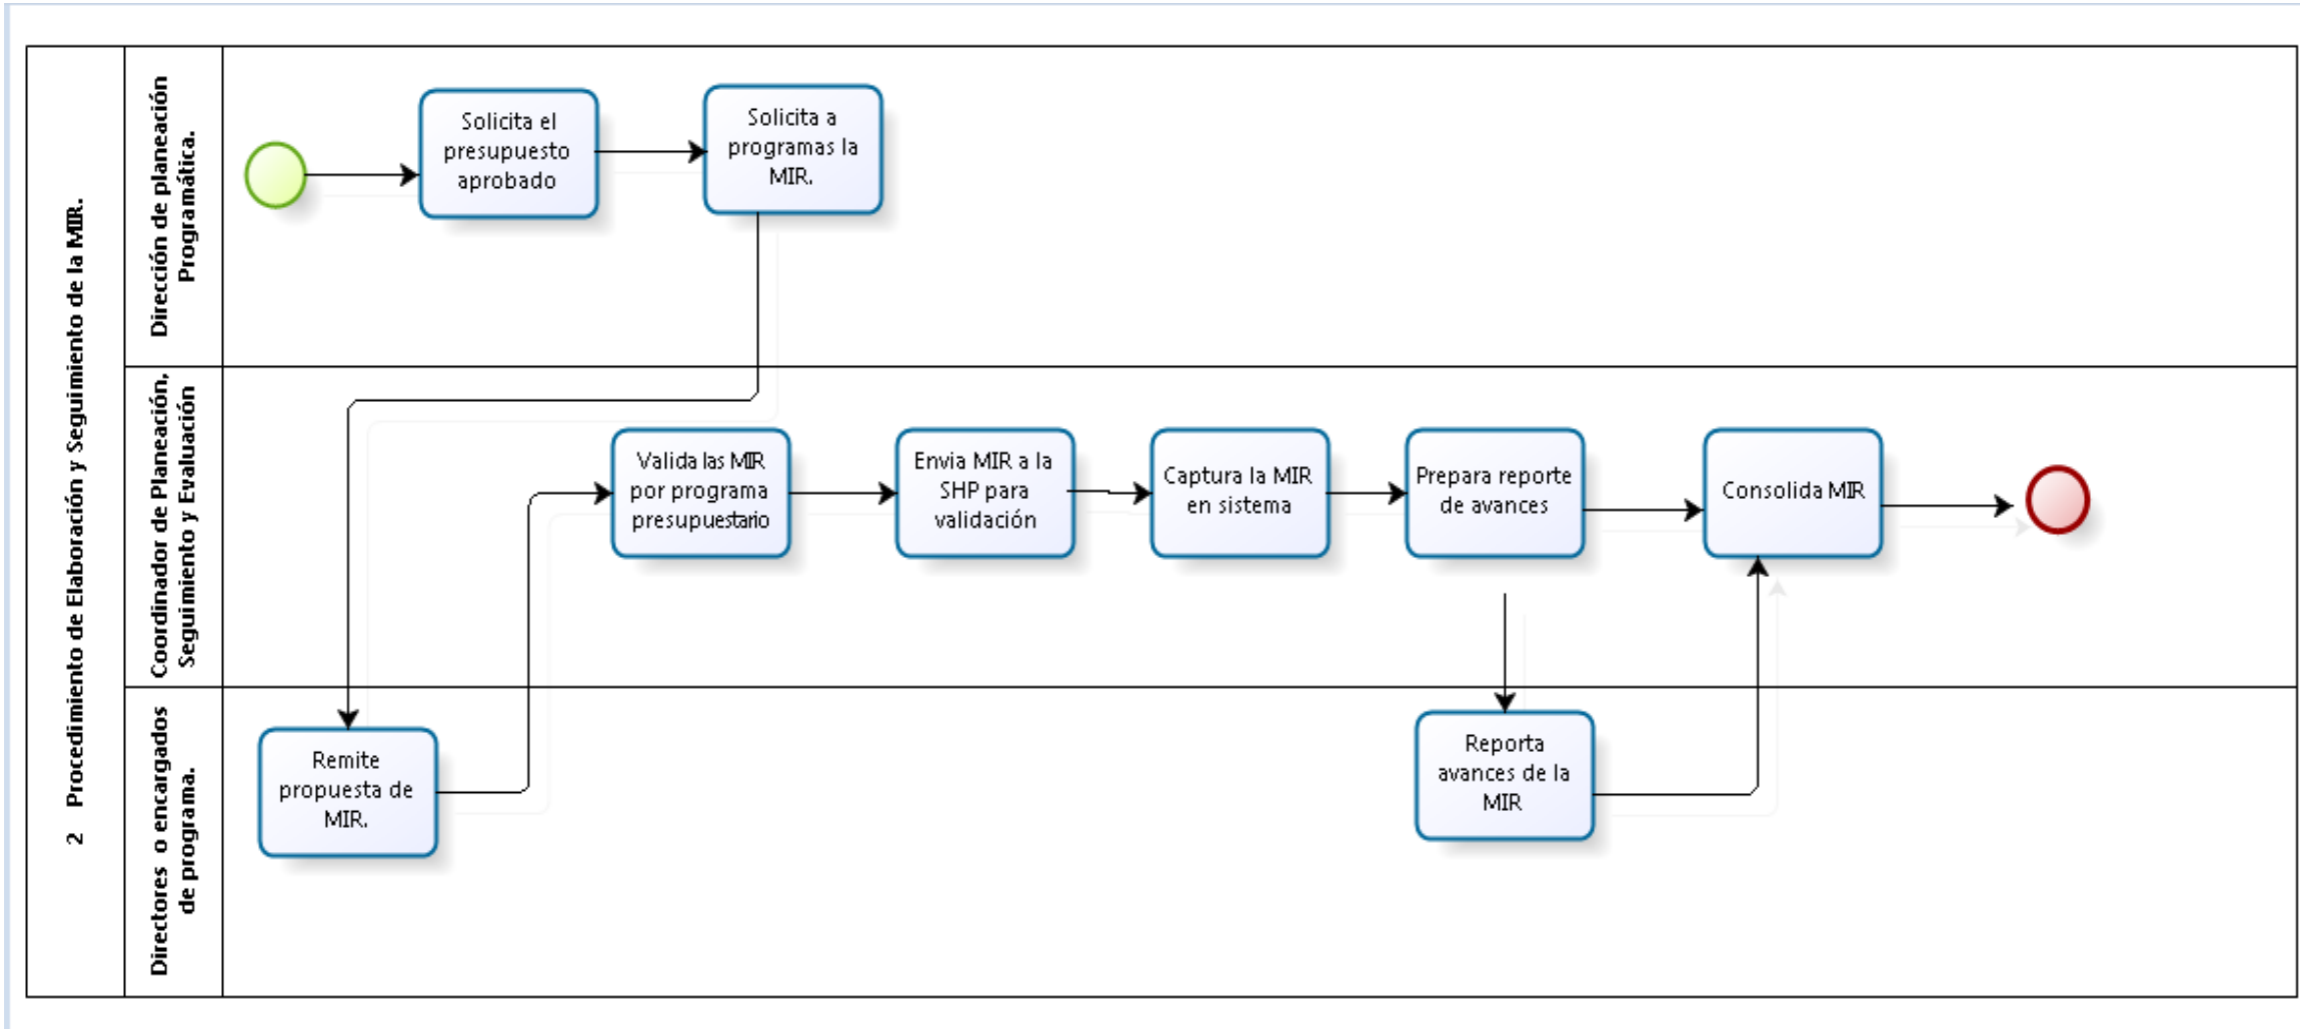 2 Procedimiento de Elaboración y Seguimiento de la MIR.
Dirección de planeación
Programática.
Solicita el
presupuesto
aprobado
Solicita a
programas la
MIR.
Coordinador de Planeación,
Seguimiento y Evaluación
Valida las MIR
por programa
presupuestario
Envia MIR a la
SHP para
validación
Captura la MIR
en sistema
Prepara reporte
de avances
Consolida MIR
Directores o encargados
de programa.
Remite
propuesta de
MIR.
Reporta
avances de la
MIR